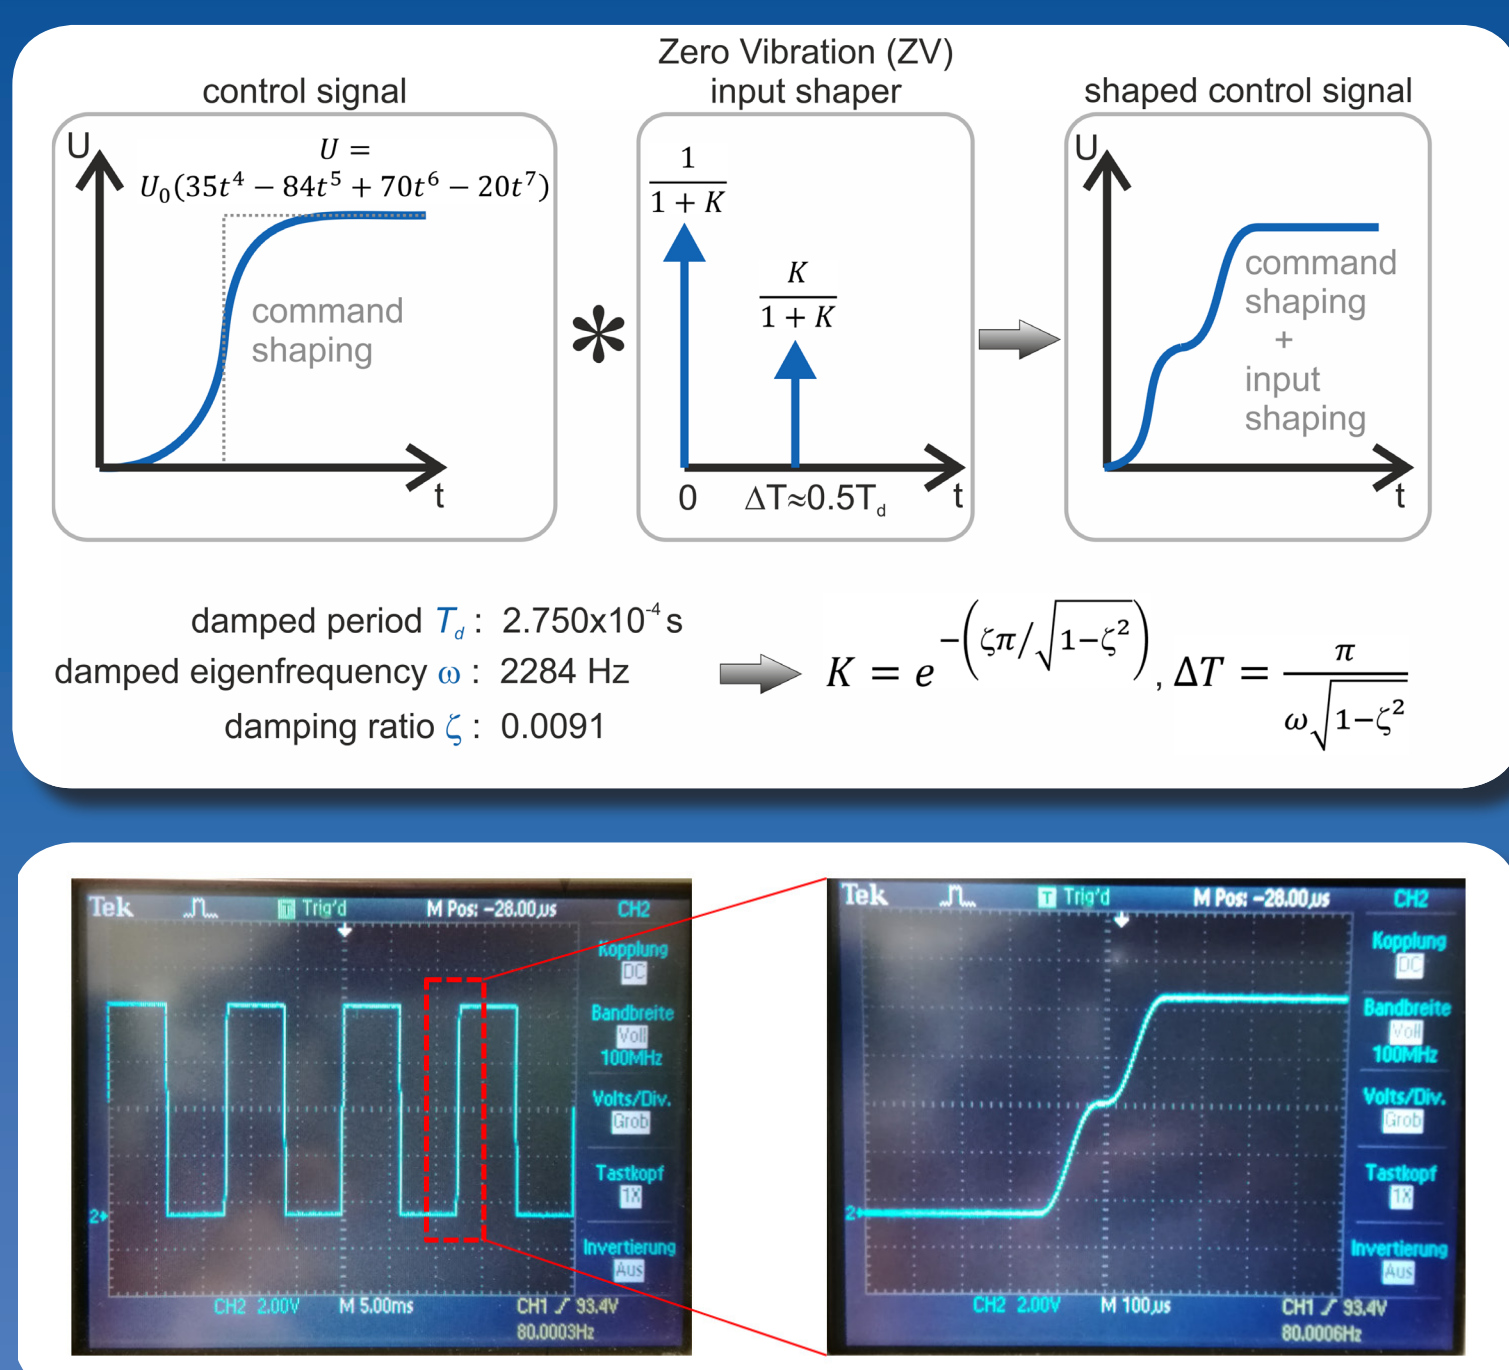 Zero Vibration (ZV)
control signal
input shaper
shaped control signal
U
U =
U₀(35t⁴ − 84t⁵ + 70t⁶ − 20t⁷)
command
shaping
t
*
1
1 + K
K
1 + K
0
ΔT≈0.5T_d
t
U
command
shaping
+
input
shaping
t
damped period T_d : 2.750x10⁻⁴ s
damped eigenfrequency ω : 2284 Hz
damping ratio ζ : 0.0091
K = e^−(ζπ/√(1−ζ²)), ΔT = π / (ω√(1−ζ²))
Tek T Trig'd M Pos: −28.00µs CH2
Kopplung
DC
Bandbreite
Voll
100MHz
Volts/Div.
Grob
Tastkopf
1X
2
Invertierung
Aus
CH2 2.00V M 5.00ms CH1 93.4V
80.0003Hz
Tek T Trig'd M Pos: −28.00µs CH2
Kopplung
DC
Bandbreite
Voll
100MHz
Volts/Div.
Grob
Tastkopf
1X
2
Invertierung
Aus
CH2 2.00V M 100µs CH1 93.4V
80.0006Hz